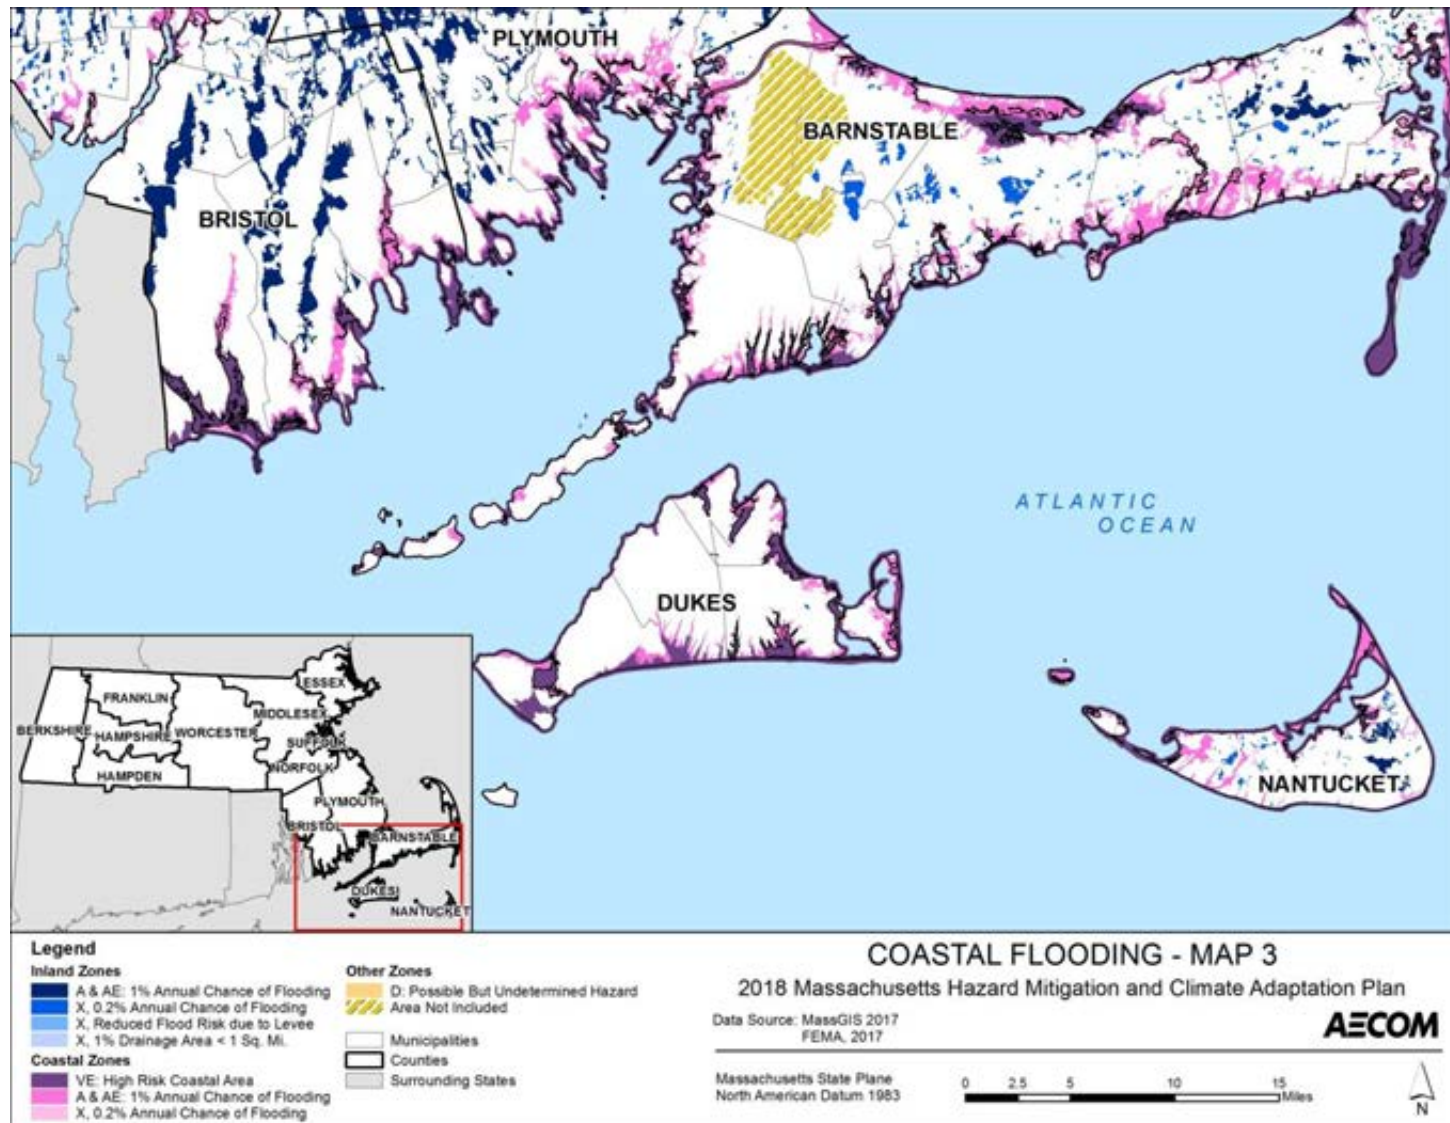 PLYMOUTH
BARNSTABLE
BRISTOL
ATLANTIC
OCEAN
DUKES
NANTUCKET
ESSEX
FRANKLIN
MIDDLESEX
BERKSHIRE
HAMPSHIRE
WORCESTER
SUFFOLK
NORFOLK
HAMPDEN
PLYMOUTH
BRISTOL
BARNSTABLE
DUKES
NANTUCKET
Legend
Inland Zones
A & AE: 1% Annual Chance of Flooding
X, 0.2% Annual Chance of Flooding
X, Reduced Flood Risk due to Levee
X, 1% Drainage Area < 1 Sq. Mi.
Coastal Zones
VE: High Risk Coastal Area
A & AE: 1% Annual Chance of Flooding
X, 0.2% Annual Chance of Flooding
Other Zones
D: Possible But Undetermined Hazard
Area Not Included
Municipalities
Counties
Surrounding States
COASTAL FLOODING - MAP 3
2018 Massachusetts Hazard Mitigation and Climate Adaptation Plan
Data Source: MassGIS 2017
FEMA, 2017
AECOM
Massachusetts State Plane
North American Datum 1983
0 2.5 5 10 15
Miles
N